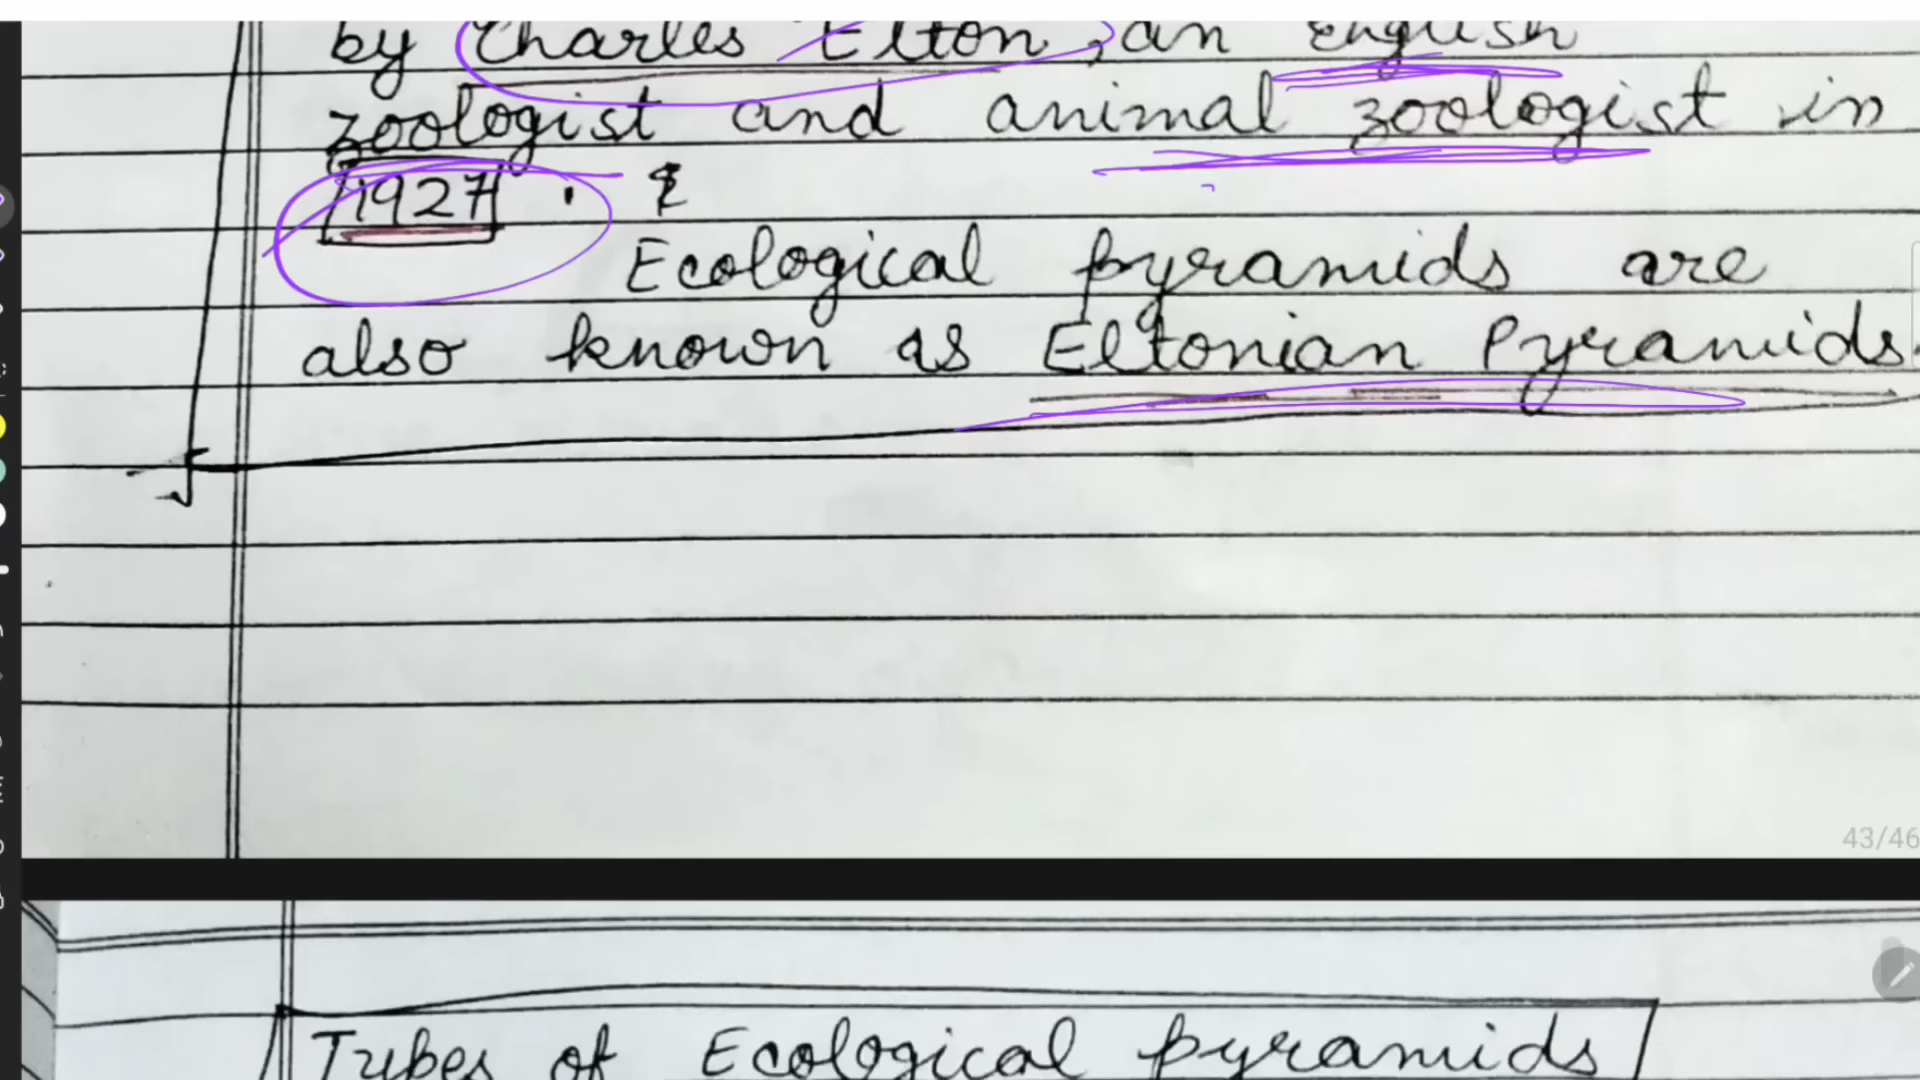 by Charles Elton, an English
zoologist and animal zoologist in
1927.
Ecological pyramids are
also known as Eltonian Pyramids.
43/46
Types of Ecological pyramids